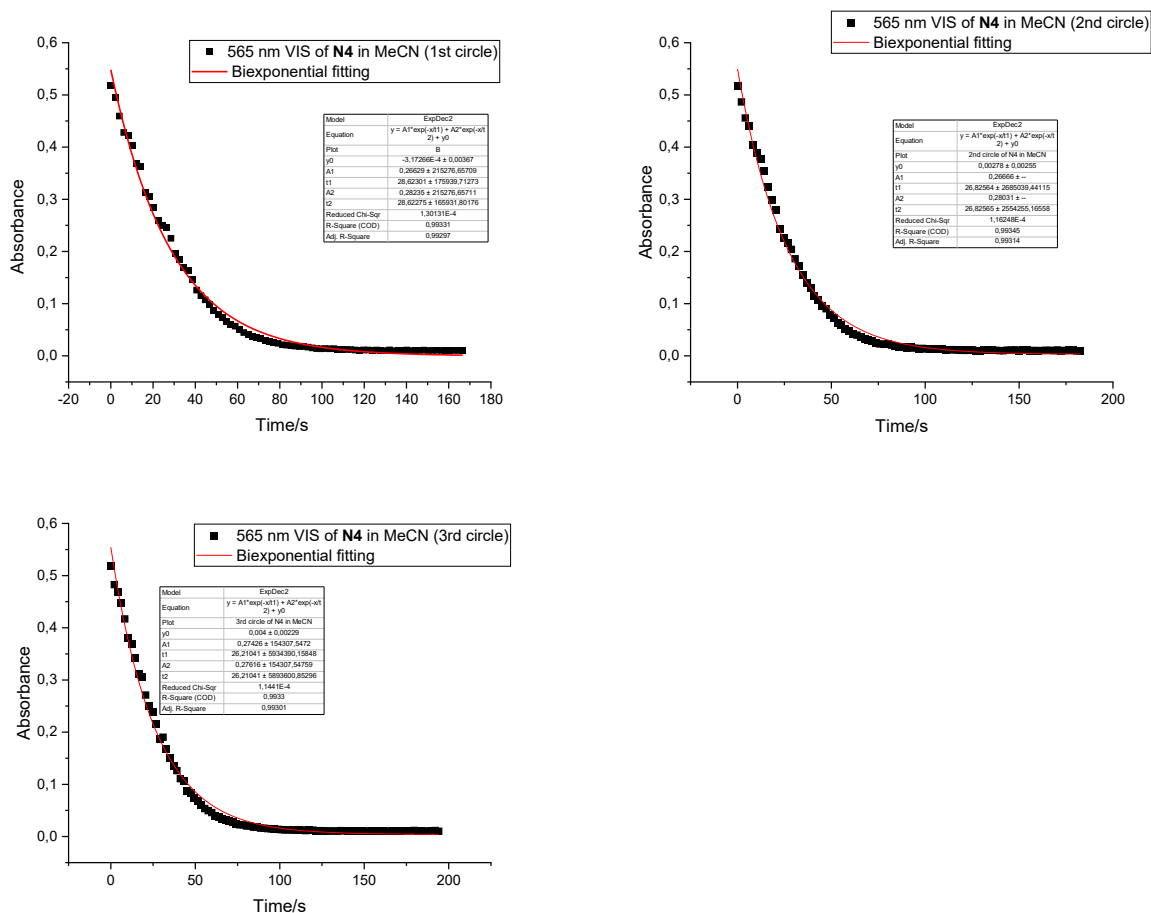 565 nm VIS of N4 in MeCN (1st circle)
Biexponential fitting
0,6
0,5
0,4
0,3
0,2
0,1
0,0
Absorbance
Model ExpDec2
Equation y = A1*exp(-x/t1) + A2*exp(-x/t
2) + y0
Plot B
y0 -3,17266E-4 ± 0,00367
A1 0,26629 ± 215276,65709
t1 28,62301 ± 175939,71273
A2 0,28235 ± 215276,65711
t2 28,62275 ± 165931,80176
Reduced Chi-Sqr 1,30131E-4
R-Square (COD) 0,99331
Adj. R-Square 0,99297
-20 0 20 40 60 80 100 120 140 160 180
Time/s
565 nm VIS of N4 in MeCN (2nd circle)
Biexponential fitting
0,6
0,5
0,4
0,3
0,2
0,1
0,0
Absorbance
Model ExpDec2
Equation y = A1*exp(-x/t1) + A2*exp(-x/t
2) + y0
Plot 2nd circle of N4 in MeCN
y0 0,00278 ± 0,00255
A1 0,26666 ± --
t1 26,82564 ± 2685039,44115
A2 0,28031 ± --
t2 26,82565 ± 2554255,16558
Reduced Chi-Sqr 1,16248E-4
R-Square (COD) 0,99345
Adj. R-Square 0,99314
0 50 100 150 200
Time/s
565 nm VIS of N4 in MeCN (3rd circle)
Biexponential fitting
0,6
0,5
0,4
0,3
0,2
0,1
0,0
Absorbance
Model ExpDec2
Equation y = A1*exp(-x/t1) + A2*exp(-x/t
2) + y0
Plot 3rd circle of N4 in MeCN
y0 0,004 ± 0,00229
A1 0,27426 ± 154307,5472
t1 26,21041 ± 5934390,15848
A2 0,27616 ± 154307,54759
t2 26,21041 ± 5893600,85296
Reduced Chi-Sqr 1,1441E-4
R-Square (COD) 0,9933
Adj. R-Square 0,99301
0 50 100 150 200
Time/s